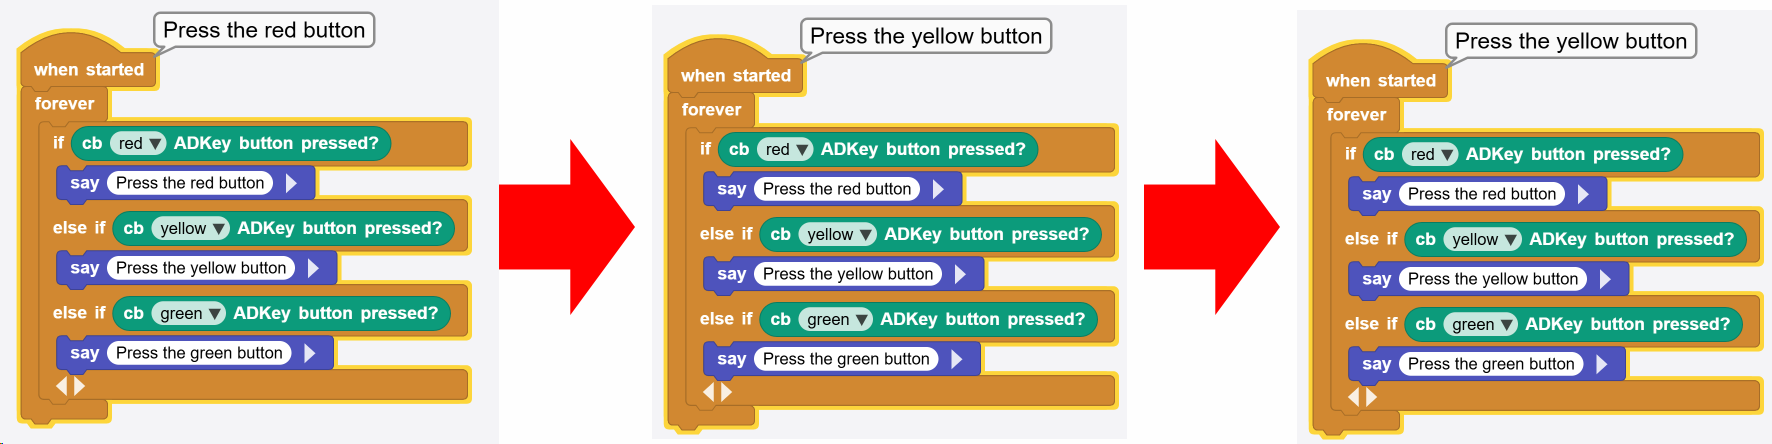 Press the red button
when started
forever
if cb red ▼ ADKey button pressed?
say Press the red button
else if cb yellow ▼ ADKey button pressed?
say Press the yellow button
else if cb green ▼ ADKey button pressed?
say Press the green button
Press the yellow button
when started
forever
if cb red ▼ ADKey button pressed?
say Press the red button
else if cb yellow ▼ ADKey button pressed?
say Press the yellow button
else if cb green ▼ ADKey button pressed?
say Press the green button
Press the yellow button
when started
forever
if cb red ▼ ADKey button pressed?
say Press the red button
else if cb yellow ▼ ADKey button pressed?
say Press the yellow button
else if cb green ▼ ADKey button pressed?
say Press the green button